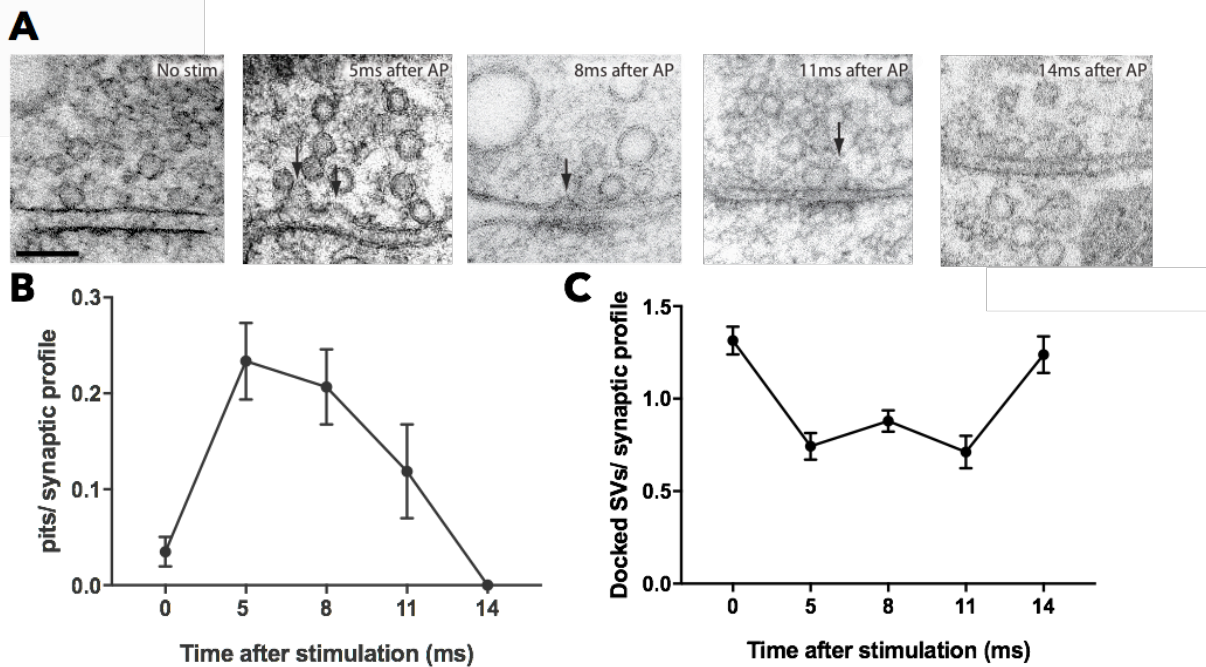 A
No stim
5ms after AP
8ms after AP
11ms after AP
14ms after AP
B
0.3
0.2
0.1
0.0
pits/ synaptic profile
0
5
8
11
14
Time after stimulation (ms)
C
1.5
1.0
0.5
0.0
Docked SVs/ synaptic profile
0
5
8
11
14
Time after stimulation (ms)